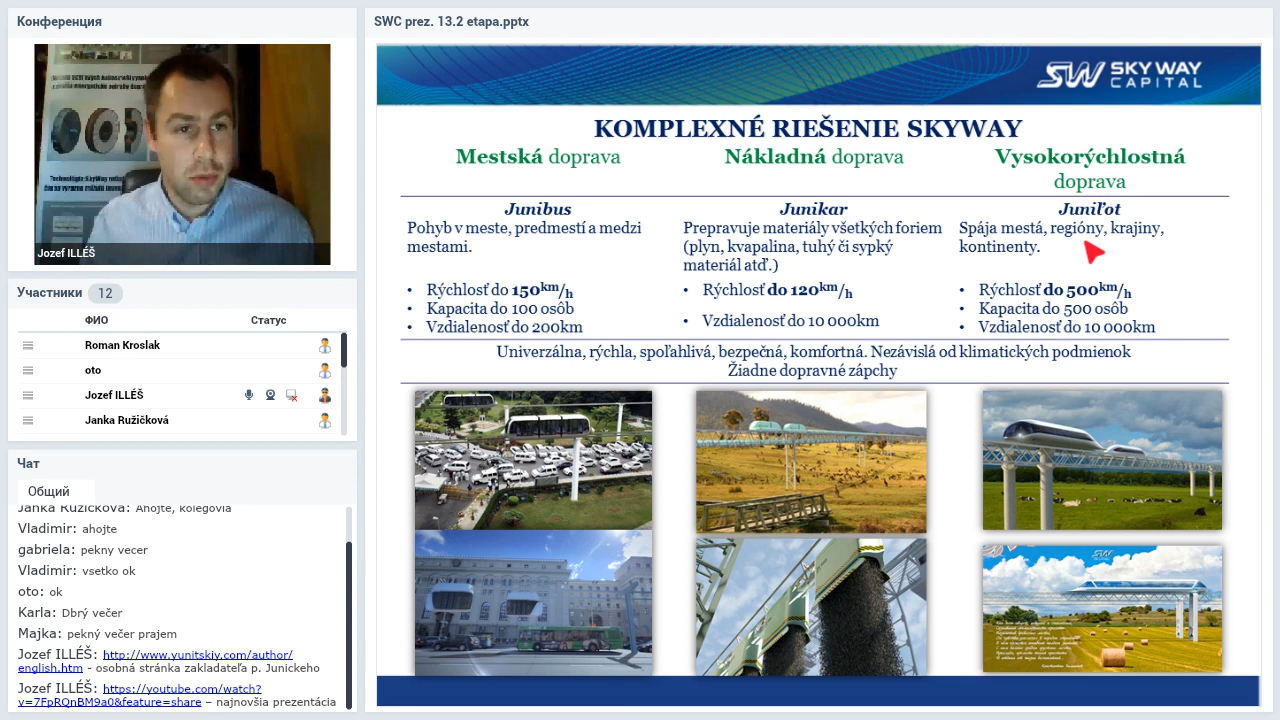 Конференция
Jozef ILLÉŠ
Участники 12
ФИО Статус
Roman Kroslak
oto
Jozef ILLÉŠ
Janka Ružičková
Чат
Общий
Janka Ružičková: Ahojte, kolegovia
Vladimir: ahojte
gabriela: pekny vecer
Vladimir: vsetko ok
oto: ok
Karla: Dbrý večer
Majka: pekný večer prajem
Jozef ILLÉŠ: http://www.yunitskiy.com/author/
english.htm - osobná stránka zakladateľa p. Junickeho
Jozef ILLÉŠ: https://youtube.com/watch?
v=7FpRQnBM9a0&feature=share – najnovšia prezentácia
SWC prez. 13.2 etapa.pptx
SW SKY WAY
CAPITAL
KOMPLEXNÉ RIEŠENIE SKYWAY
Mestská doprava
Junibus
Pohyb v meste, predmestí a medzi
mestami.
• Rýchlosť do 150km/h
• Kapacita do 100 osôb
• Vzdialenosť do 200km
Nákladná doprava
Junikar
Prepravuje materiály všetkých foriem
(plyn, kvapalina, tuhý či sypký
materiál atď.)
• Rýchlosť do 120km/h
• Vzdialenosť do 10 000km
Vysokorýchlostná
doprava
Juniľot
Spája mestá, regióny, krajiny,
kontinenty.
• Rýchlosť do 500km/h
• Kapacita do 500 osôb
• Vzdialenosť do 10 000km
Univerzálna, rýchla, spoľahlivá, bezpečná, komfortná. Nezávislá od klimatických podmienok
Žiadne dopravné zápchy